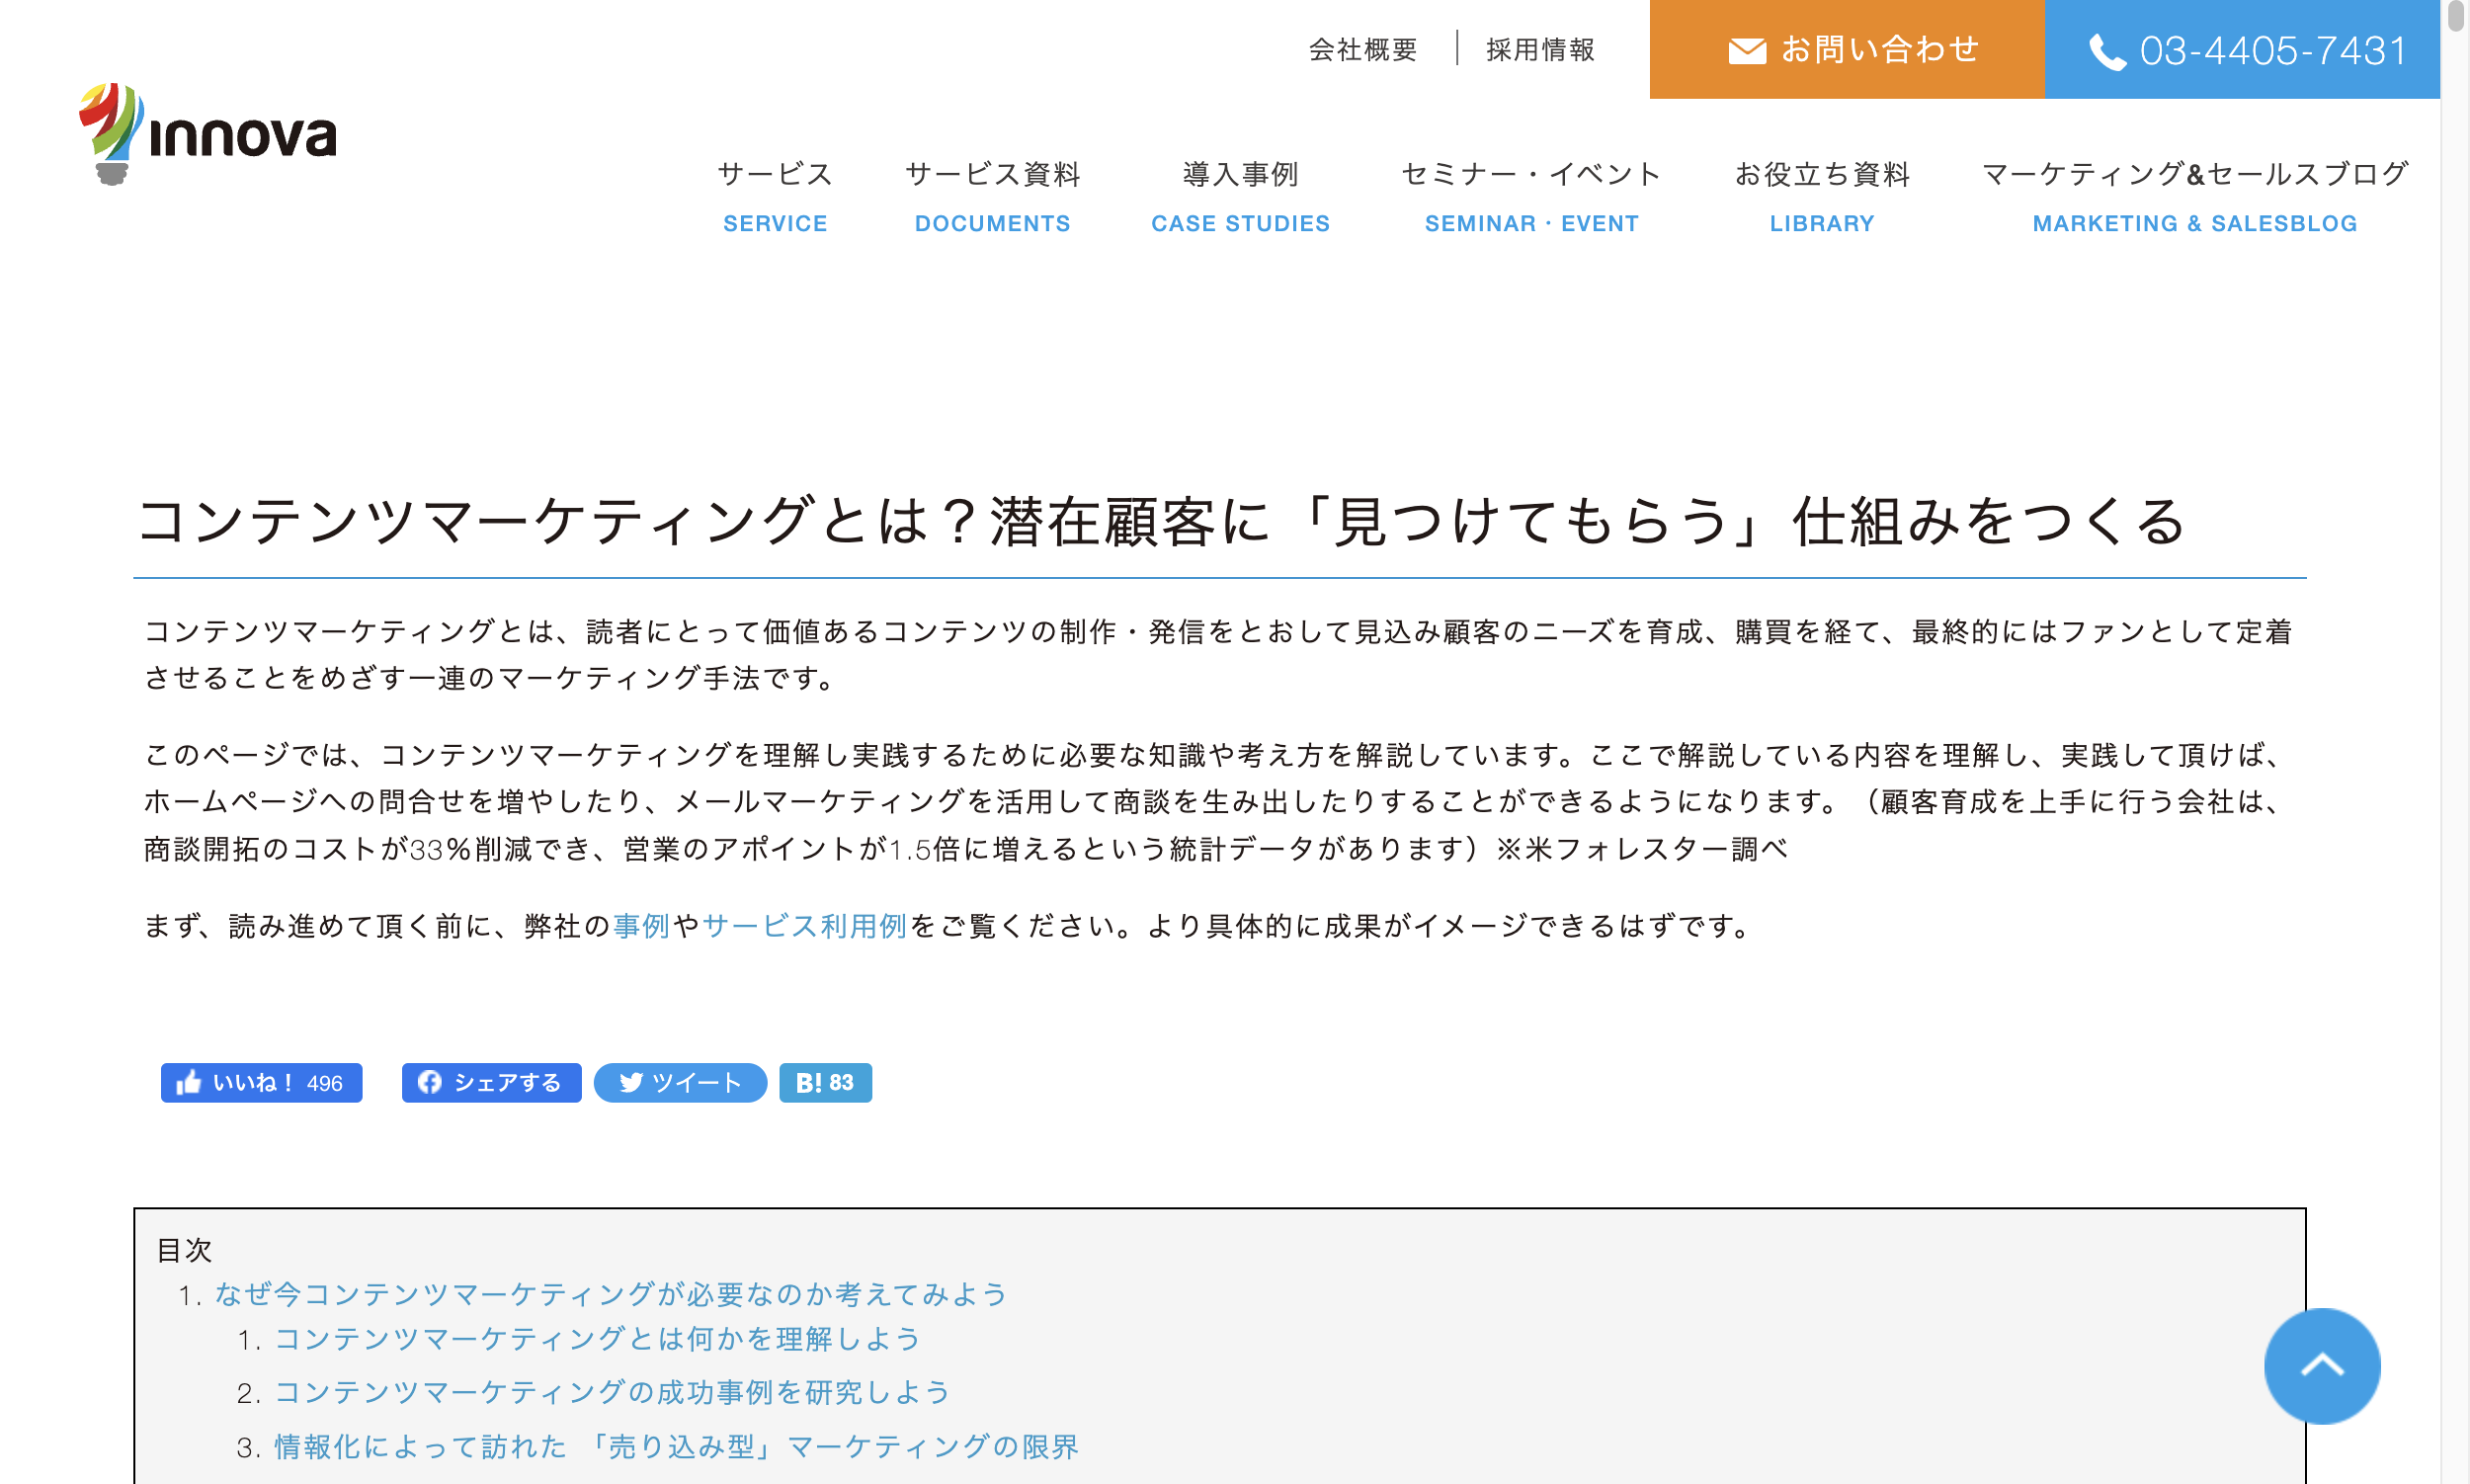 会社概要
採用情報
お問い合わせ
03-4405-7431
innova
サービス
サービス資料
導入事例
セミナー・イベント
お役立ち資料
マーケティング&セールスブログ
SERVICE
DOCUMENTS
CASE STUDIES
SEMINAR・EVENT
LIBRARY
MARKETING & SALESBLOG
コンテンツマーケティングとは？潜在顧客に「見つけてもらう」仕組みをつくる
コンテンツマーケティングとは、読者にとって価値あるコンテンツの制作・発信をとおして見込み顧客のニーズを育成、購買を経て、最終的にはファンとして定着
させることをめざす一連のマーケティング手法です。
このページでは、コンテンツマーケティングを理解し実践するために必要な知識や考え方を解説しています。ここで解説している内容を理解し、実践して頂けば、
ホームページへの問合せを増やしたり、メールマーケティングを活用して商談を生み出したりすることができるようになります。（顧客育成を上手に行う会社は、
商談開拓のコストが33%削減でき、営業のアポイントが1.5倍に増えるという統計データがあります）※米フォレスター調べ
まず、読み進めて頂く前に、弊社の事例やサービス利用例をご覧ください。より具体的に成果がイメージできるはずです。
いいね！ 496
シェアする
ツイート
B! 83
目次
1. なぜ今コンテンツマーケティングが必要なのか考えてみよう
1. コンテンツマーケティングとは何かを理解しよう
2. コンテンツマーケティングの成功事例を研究しよう
3. 情報化によって訪れた 「売り込み型」マーケティングの限界